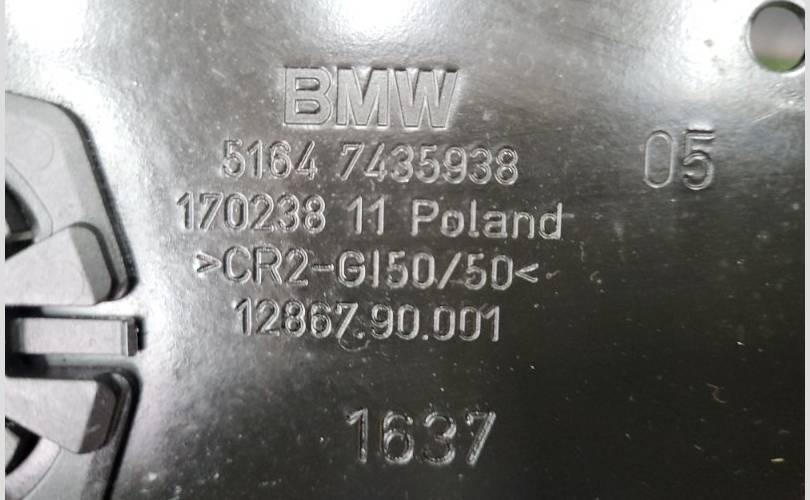 BMW
5164 7435938
05
170238 11 Poland
>CR2-GI50/50<
12867.90.001
1637